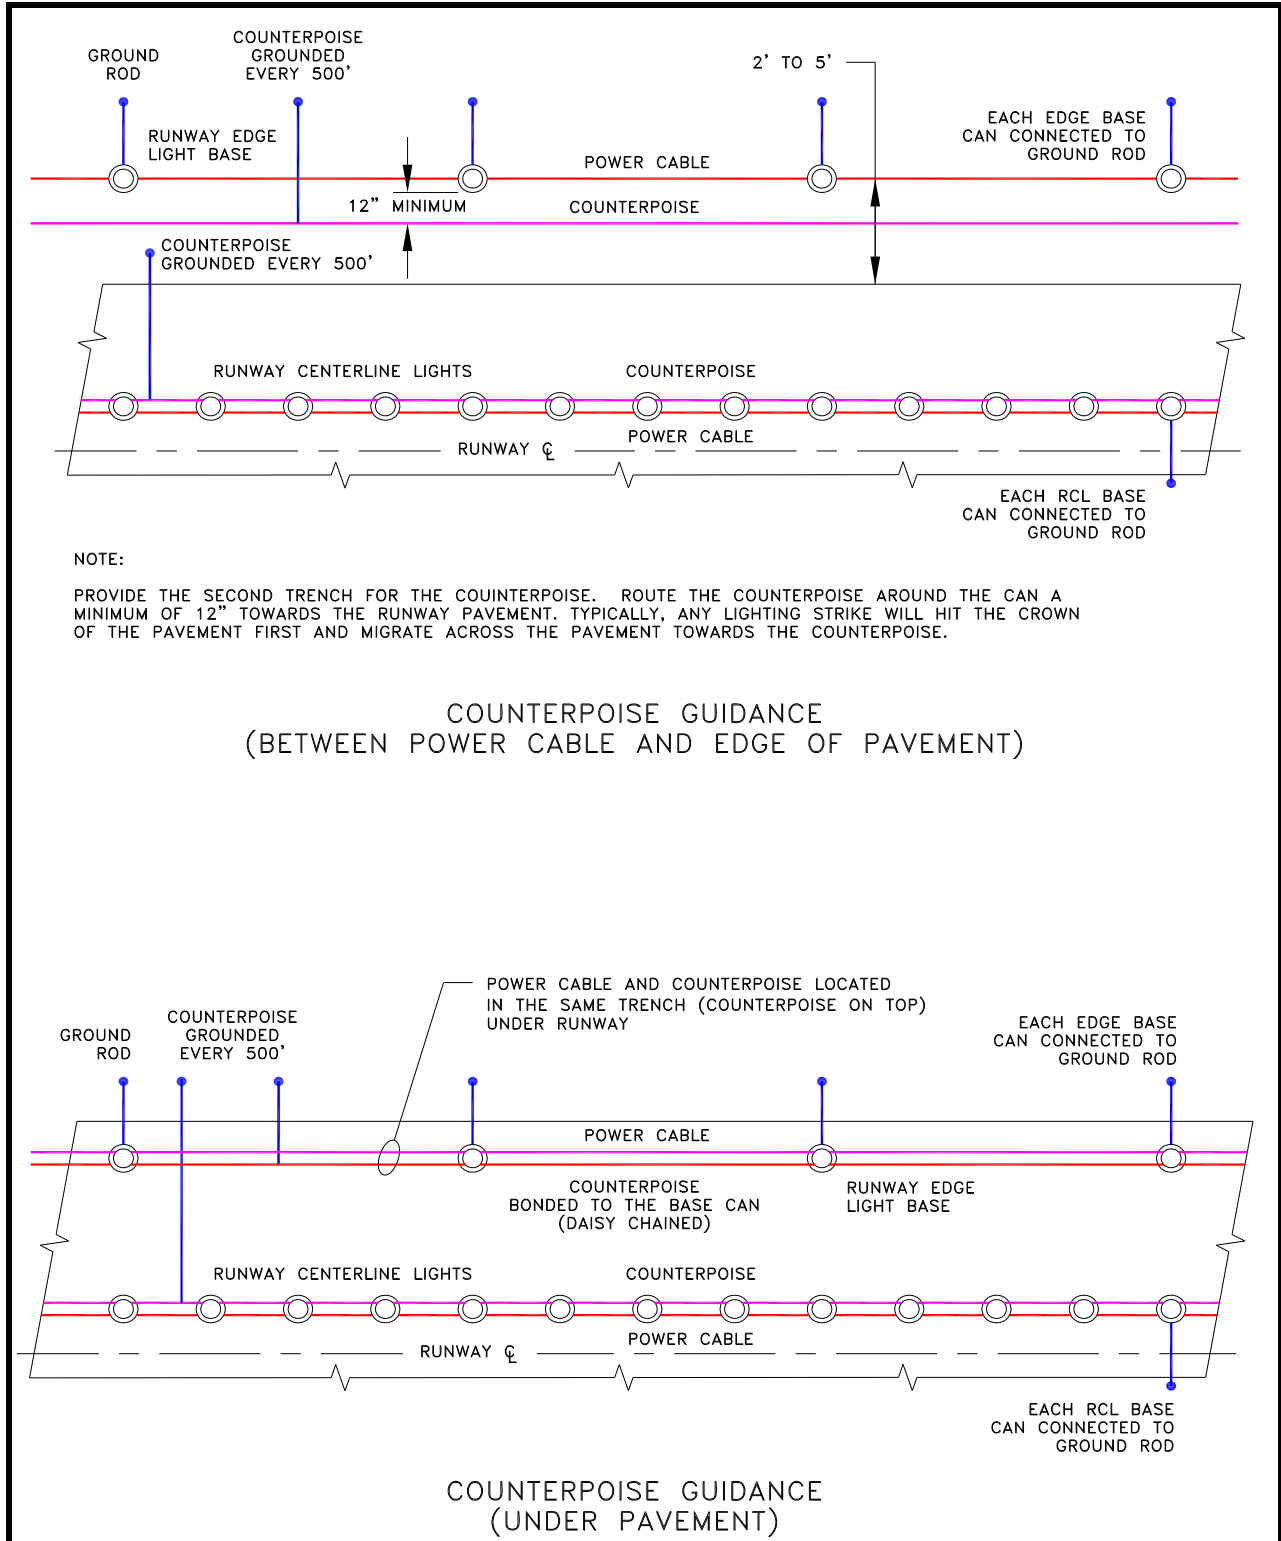 COUNTERPOISE
GROUNDED
EVERY 500'
GROUND
ROD
2' TO 5'
RUNWAY EDGE
LIGHT BASE
POWER CABLE
EACH EDGE BASE
CAN CONNECTED TO
GROUND ROD
12" MINIMUM
COUNTERPOISE
COUNTERPOISE
GROUNDED EVERY 500'
RUNWAY CENTERLINE LIGHTS
COUNTERPOISE
POWER CABLE
RUNWAY ℄
EACH RCL BASE
CAN CONNECTED TO
GROUND ROD
NOTE:
PROVIDE THE SECOND TRENCH FOR THE COUINTERPOISE.  ROUTE THE COUNTERPOISE AROUND THE CAN A
MINIMUM OF 12" TOWARDS THE RUNWAY PAVEMENT. TYPICALLY, ANY LIGHTING STRIKE WILL HIT THE CROWN
OF THE PAVEMENT FIRST AND MIGRATE ACROSS THE PAVEMENT TOWARDS THE COUNTERPOISE.
COUNTERPOISE GUIDANCE
(BETWEEN POWER CABLE AND EDGE OF PAVEMENT)
POWER CABLE AND COUNTERPOISE LOCATED
IN THE SAME TRENCH (COUNTERPOISE ON TOP)
UNDER RUNWAY
COUNTERPOISE
GROUNDED
EVERY 500'
GROUND
ROD
EACH EDGE BASE
CAN CONNECTED TO
GROUND ROD
POWER CABLE
COUNTERPOISE
BONDED TO THE BASE CAN
(DAISY CHAINED)
RUNWAY EDGE
LIGHT BASE
RUNWAY CENTERLINE LIGHTS
COUNTERPOISE
POWER CABLE
RUNWAY ℄
EACH RCL BASE
CAN CONNECTED TO
GROUND ROD
COUNTERPOISE GUIDANCE
(UNDER PAVEMENT)